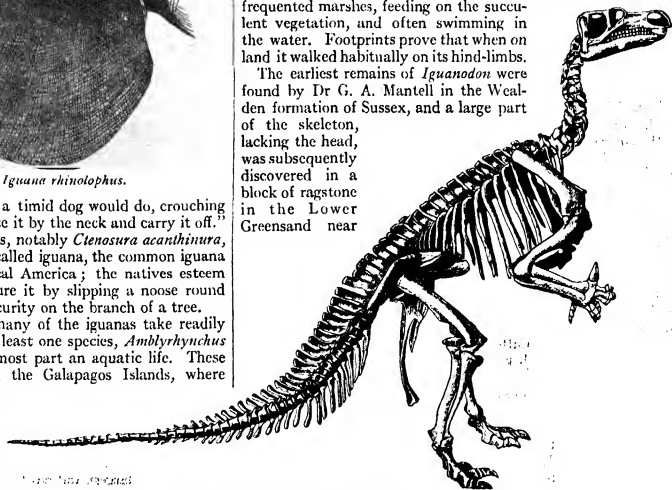 Iguana rhinolophus.
a timid dog would do, crouching
e it by the neck and carry it off."
s, notably Ctenosura acanthinura,
alled iguana, the common iguana
al America; the natives esteem
ure it by slipping a noose round
curity on the branch of a tree.
many of the iguanas take readily
least one species, Amblyrhynchus
most part an aquatic life. These
the Galapagos Islands, where
frequented marshes, feeding on the succu-
lent vegetation, and often swimming in
the water. Footprints prove that when on
land it walked habitually on its hind-limbs.
The earliest remains of Iguanodon were
found by Dr G. A. Mantell in the Weal-
den formation of Sussex, and a large part
of the skeleton,
lacking the head,
was subsequently
discovered in a
block of ragstone
in the Lower
Greensand near